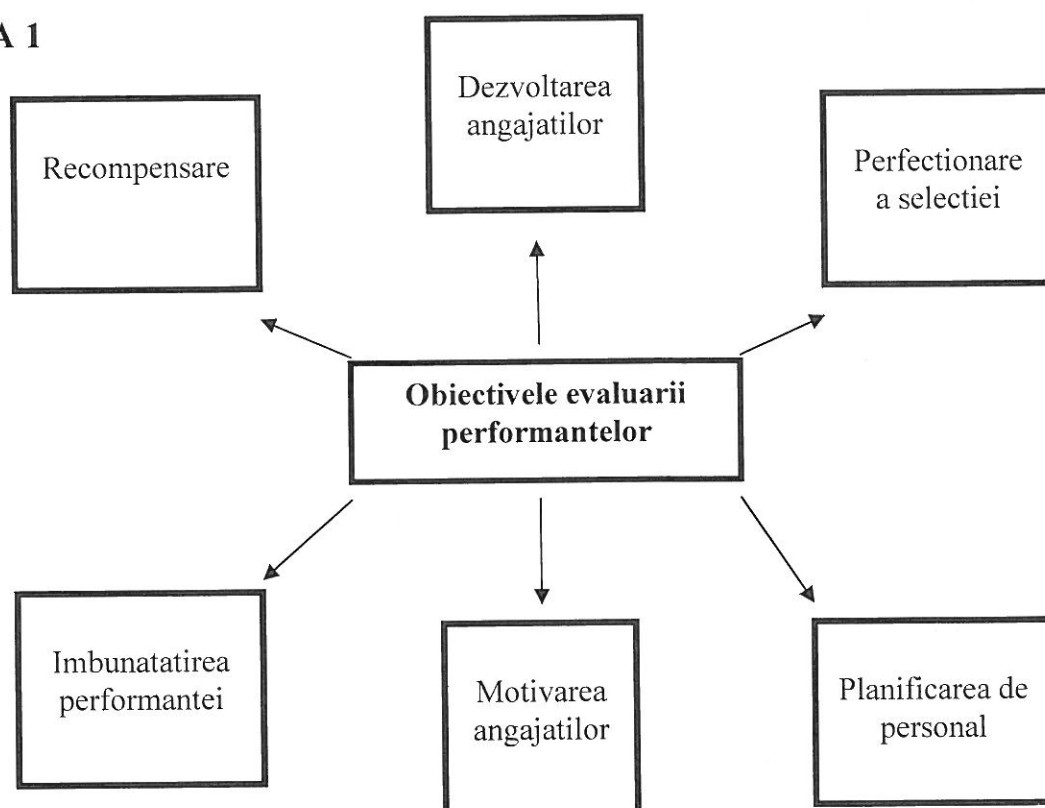 A 1
Recompensare
Dezvoltarea
angajatilor
Perfectionare
a selectiei
Obiectivele evaluarii
performantelor
Imbunatatirea
performantei
Motivarea
angajatilor
Planificarea de
personal